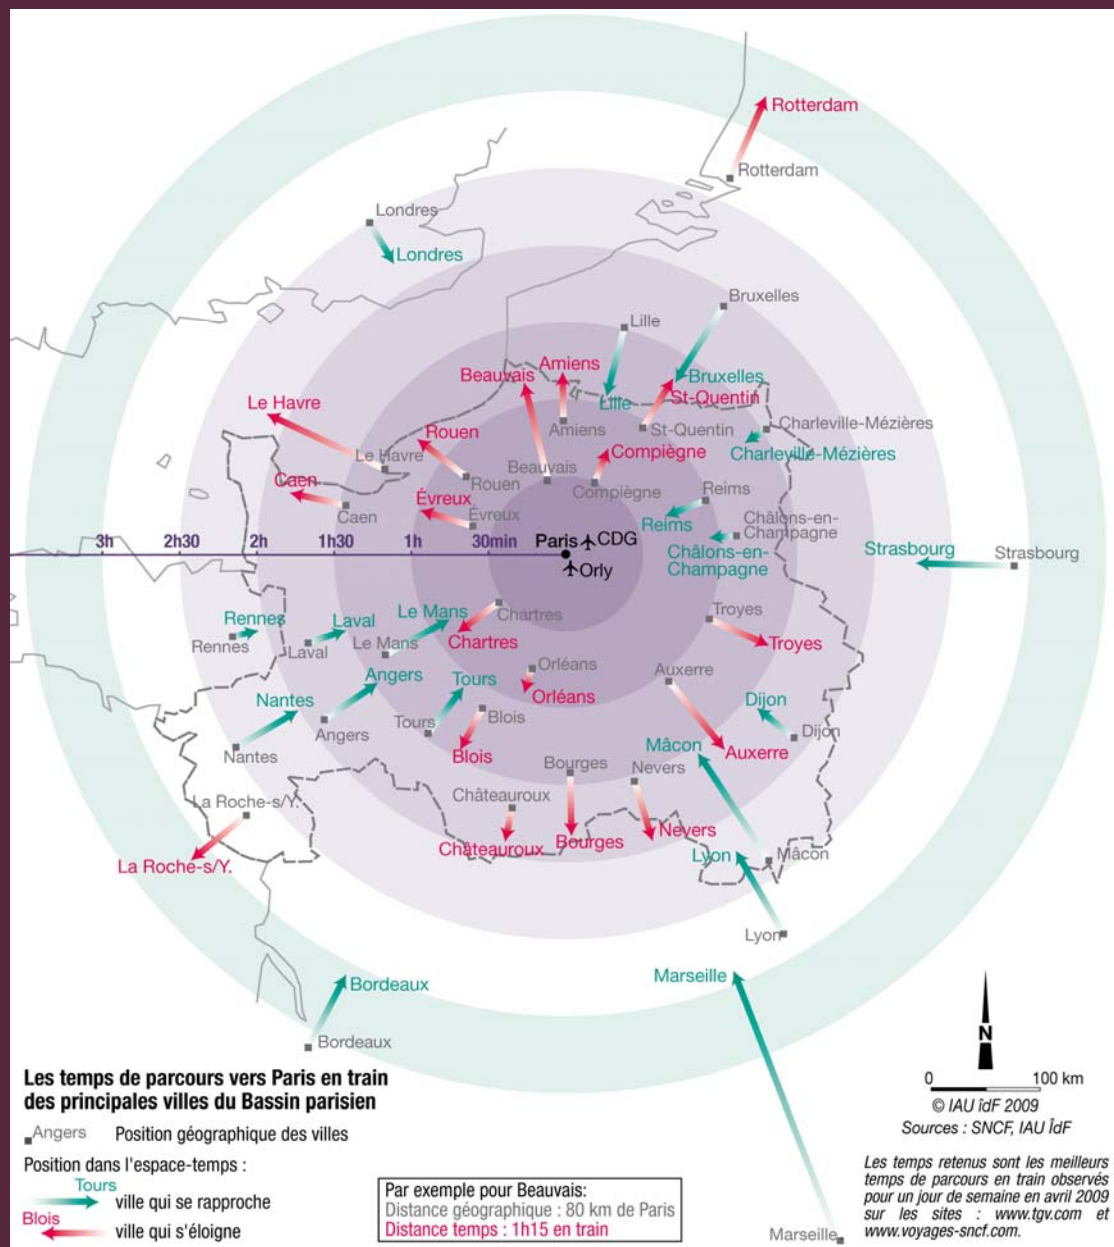 Rotterdam
Rotterdam
Londres
Londres
Bruxelles
Lille
Amiens
Beauvais
Bruxelles
St-Quentin
Lille
Le Havre
Charleville-Mézières
Amiens
St-Quentin
Rouen
Compiègne
Charleville-Mézières
Le Havre
Beauvais
Caen
Rouen
Compiègne
Reims
Évreux
Caen
Évreux
Reims
Châlons-en-
Champagne
3h
2h30
2h
1h30
1h
30min
Paris
CDG
Orly
Châlons-en-
Champagne
Strasbourg
Strasbourg
Rennes
Laval
Le Mans
Chartres
Troyes
Rennes
Laval
Le Mans
Chartres
Troyes
Angers
Tours
Orléans
Auxerre
Nantes
Orléans
Dijon
Tours
Blois
Angers
Dijon
Nantes
Blois
Mâcon
Auxerre
Bourges
Nevers
Châteauroux
La Roche-s/Y.
Nevers
Châteauroux
Bourges
Lyon
Mâcon
La Roche-s/Y.
Lyon
Marseille
Bordeaux
Bordeaux
N
0 100 km
© IAU îdF 2009
Sources : SNCF, IAU ÎdF
Les temps de parcours vers Paris en train
des principales villes du Bassin parisien
Angers
Position géographique des villes
Position dans l'espace-temps :
Tours
ville qui se rapproche
Blois
ville qui s'éloigne
Par exemple pour Beauvais:
Distance géographique : 80 km de Paris
Distance temps : 1h15 en train
Les temps retenus sont les meilleurs
temps de parcours en train observés
pour un jour de semaine en avril 2009
sur les sites : www.tgv.com et
www.voyages-sncf.com.
Marseille